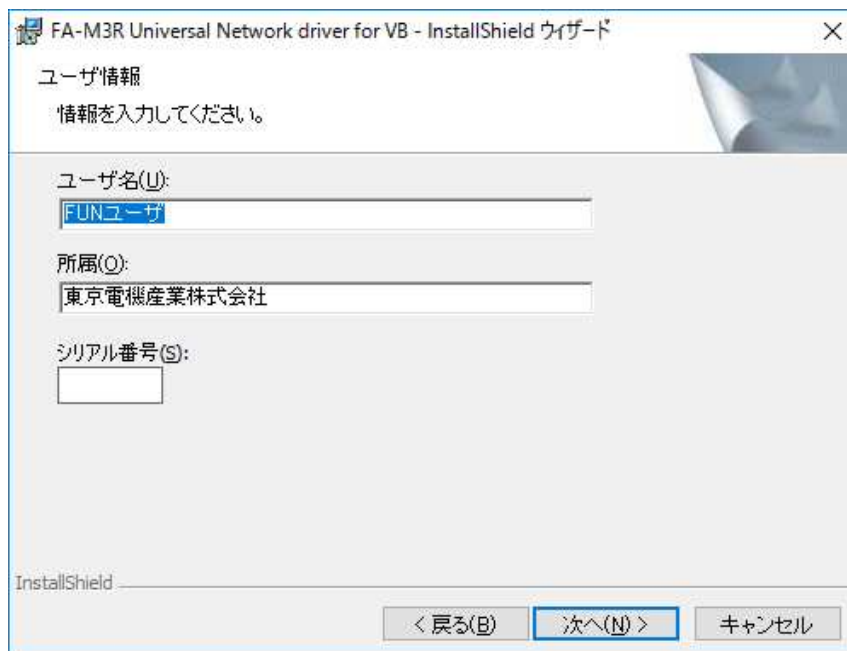 FA-M3R Universal Network driver for VB - InstallShield ウィザード
ユーザ情報
情報を入力してください。
ユーザ名(U):
FUNユーザ
所属(O):
東京電機産業株式会社
シリアル番号(S):
InstallShield
< 戻る(B)
次へ(N) >
キャンセル